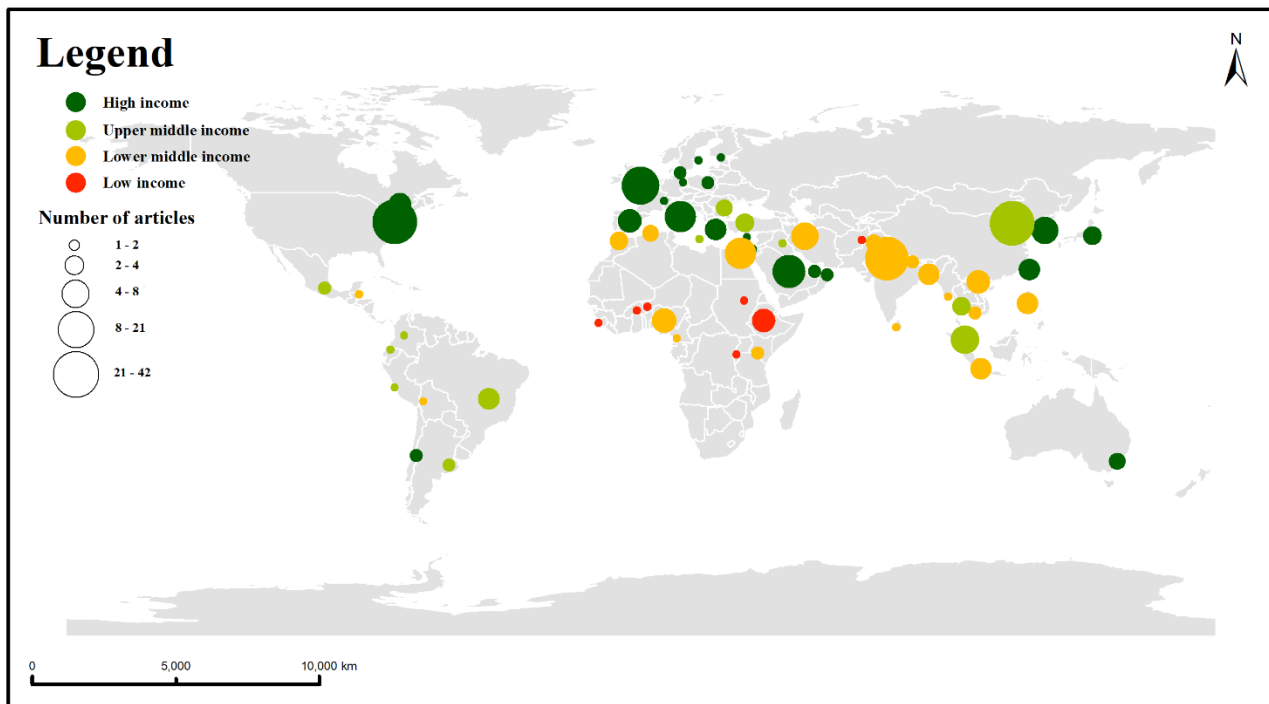 Legend
High income
Upper middle income
Lower middle income
Low income
Number of articles
1 - 2
2 - 4
4 - 8
8 - 21
21 - 42
N
0 5,000 10,000 km